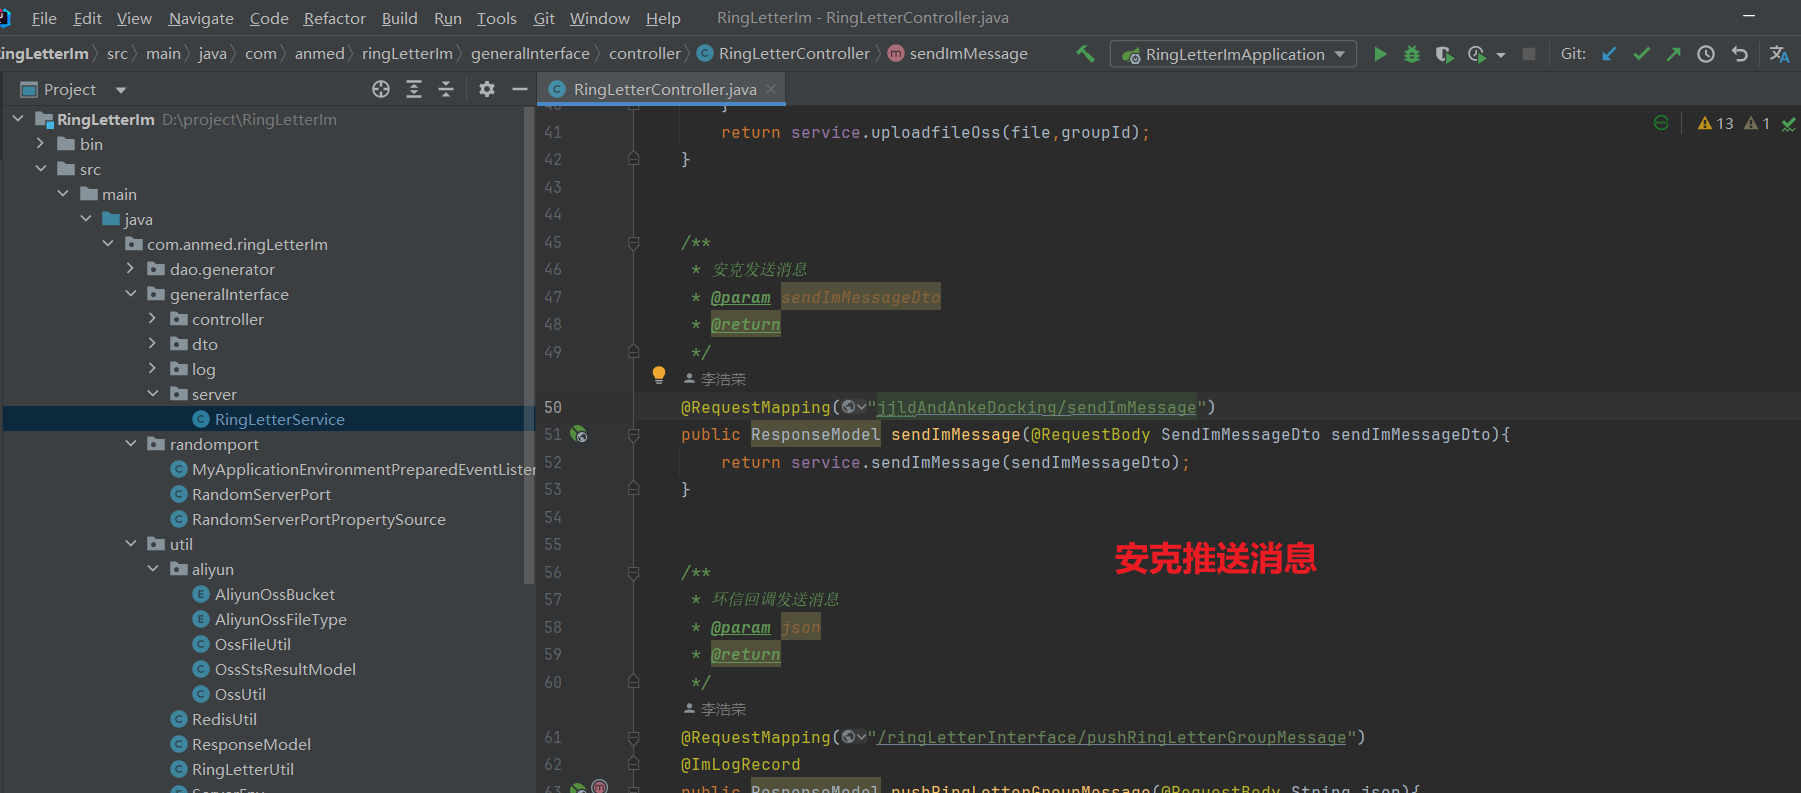 File Edit View Navigate Code Refactor Build Run Tools Git Window Help RingLetterIm - RingLetterController.java
RingLetterIm src main java com anmed ringLetterIm generalInterface controller RingLetterController sendImMessage RingLetterImApplication Git:
Project
RingLetterController.java
RingLetterIm D:\project\RingLetterIm
bin
src
main
java
com.anmed.ringLetterIm
dao.generator
generalInterface
controller
dto
log
server
RingLetterService
randomport
MyApplicationEnvironmentPreparedEventLister
RandomServerPort
RandomServerPortPropertySource
util
aliyun
AliyunOssBucket
AliyunOssFileType
OssFileUtil
OssStsResultModel
OssUtil
RedisUtil
ResponseModel
RingLetterUtil
13 1
40 }
41 return service.uploadfileOss(file,groupId);
42 }
43
44
45 /**
46 * 安克发送消息
47 * @param sendImMessageDto
48 * @return
49 */
李浩荣
50 @RequestMapping("jjldAndAnkeDocking/sendImMessage")
51 public ResponseModel sendImMessage(@RequestBody SendImMessageDto sendImMessageDto){
52 return service.sendImMessage(sendImMessageDto);
53 }
54
55
安克推送消息
56 /**
57 * 环信回调发送消息
58 * @param json
59 * @return
60 */
李浩荣
61 @RequestMapping("/ringLetterInterface/pushRingLetterGroupMessage")
62 @ImLogRecord
63 public ResponseModel pushRingLetterGroupMessage(@RequestBody String json){